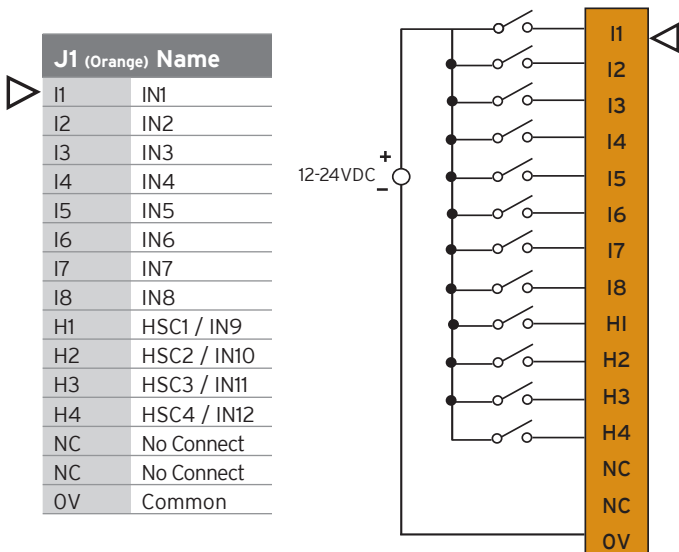 J1 (Orange) Name
I1 IN1
I2 IN2
I3 IN3
I4 IN4
I5 IN5
I6 IN6
I7 IN7
I8 IN8
H1 HSC1 / IN9
H2 HSC2 / IN10
H3 HSC3 / IN11
H4 HSC4 / IN12
NC No Connect
NC No Connect
0V Common
+
12-24VDC
–
I1
I2
I3
I4
I5
I6
I7
I8
HI
H2
H3
H4
NC
NC
0V